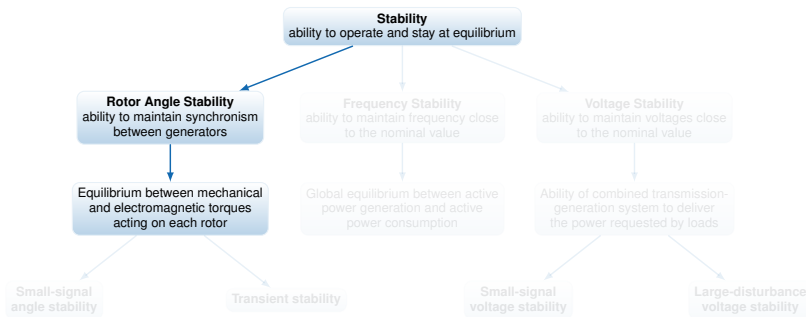 Stability
ability to operate and stay at equilibrium
Rotor Angle Stability
ability to maintain synchronism
between generators
Frequency Stability
ability to maintain frequency close
to the nominal value
Voltage Stability
ability to maintain voltages close
to the nominal value
Equilibrium between mechanical
and electromagnetic torques
acting on each rotor
Global equilibrium between active
power generation and active
power consumption
Ability of combined transmission-
generation system to deliver
the power requested by loads
Small-signal
angle stability
Transient stability
Small-signal
voltage stability
Large-disturbance
voltage stability